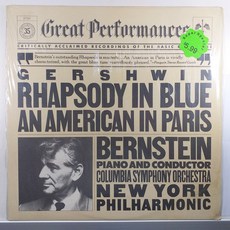 Great Performances
CRITICALLY ACCLAIMED RECORDINGS OF THE BASIC
GERSHWIN
RHAPSODY IN BLUE
AN AMERICAN IN PARIS
BERNSTEIN
PIANO AND CONDUCTOR
COLUMBIA SYMPHONY ORCHESTRA
NEW YORK
PHILHARMONIC